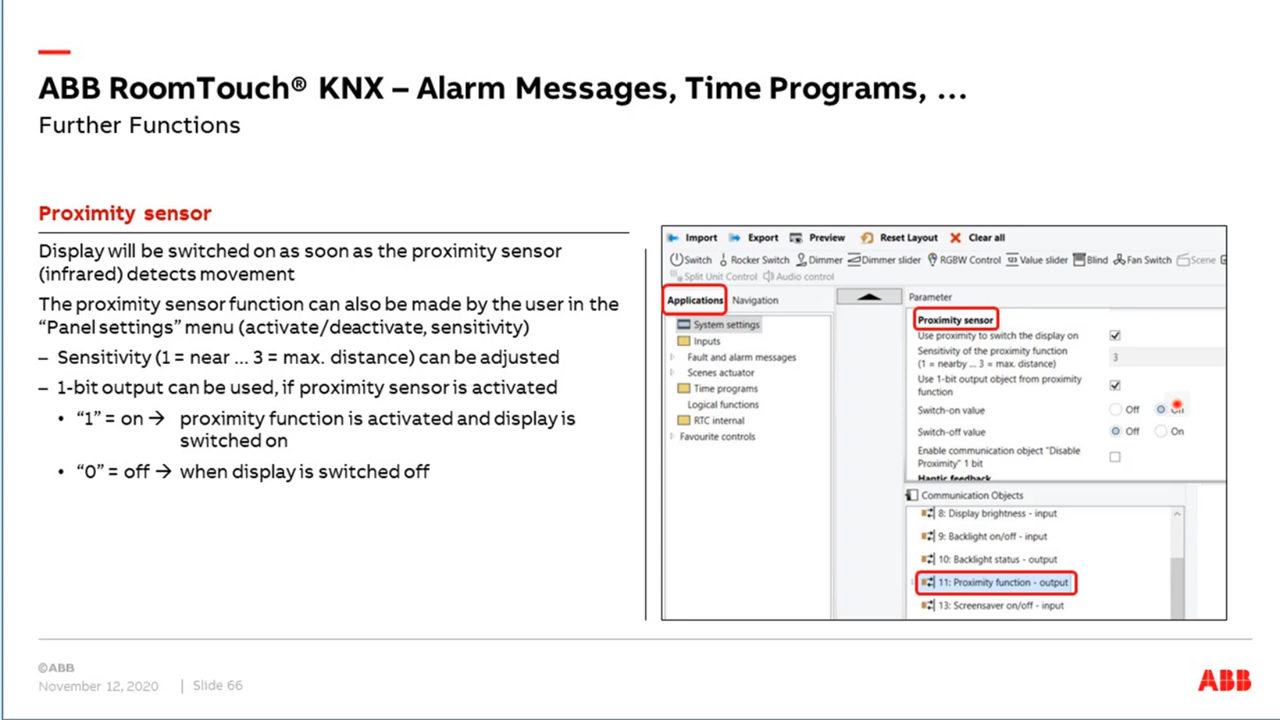 ABB RoomTouch® KNX – Alarm Messages, Time Programs, …
Further Functions
Proximity sensor
Display will be switched on as soon as the proximity sensor
(infrared) detects movement
The proximity sensor function can also be made by the user in the
“Panel settings” menu (activate/deactivate, sensitivity)
– Sensitivity (1 = near … 3 = max. distance) can be adjusted
– 1-bit output can be used, if proximity sensor is activated
• “1” = on → proximity function is activated and display is
switched on
• “0” = off → when display is switched off
Import Export Preview Reset Layout Clear all
Switch Rocker Switch Dimmer Dimmer slider RGBW Control Value slider Blind Fan Switch Scene
Split Unit Control Audio control
Applications Navigation
System settings
Inputs
Fault and alarm messages
Scenes actuator
Time programs
Logical functions
RTC internal
Favourite controls
Parameter
Proximity sensor
Use proximity to switch the display on
Sensitivity of the proximity function
(1 = nearby ... 3 = max. distance)
3
Use 1-bit output object from proximity
function
Switch-on value Off On
Switch-off value Off On
Enable communication object "Disable
Proximity" 1 bit
Haptic feedback
Communication Objects
8: Display brightness - input
9: Backlight on/off - input
10: Backlight status - output
11: Proximity function - output
13: Screensaver on/off - input
©ABB
November 12, 2020 | Slide 66
ABB